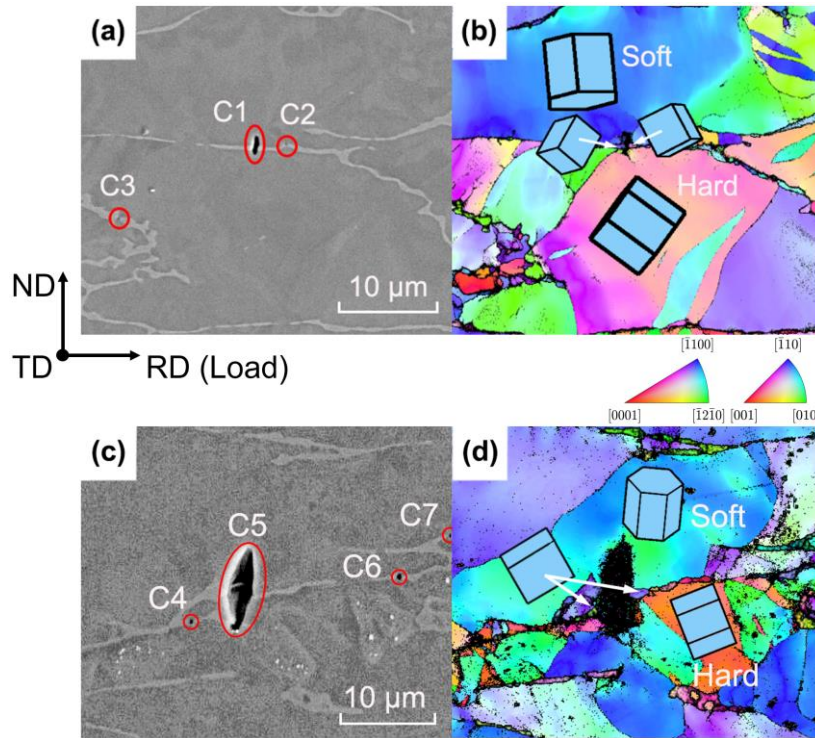 (a)
C1
C2
C3
10 μm
(b)
Soft
Hard
ND
TD
RD (Load)
[1̄100]
[1̄10]
[0001]
[1̄21̄0]
[001]
[010]
(c)
C5
C7
C6
C4
10 μm
(d)
Soft
Hard